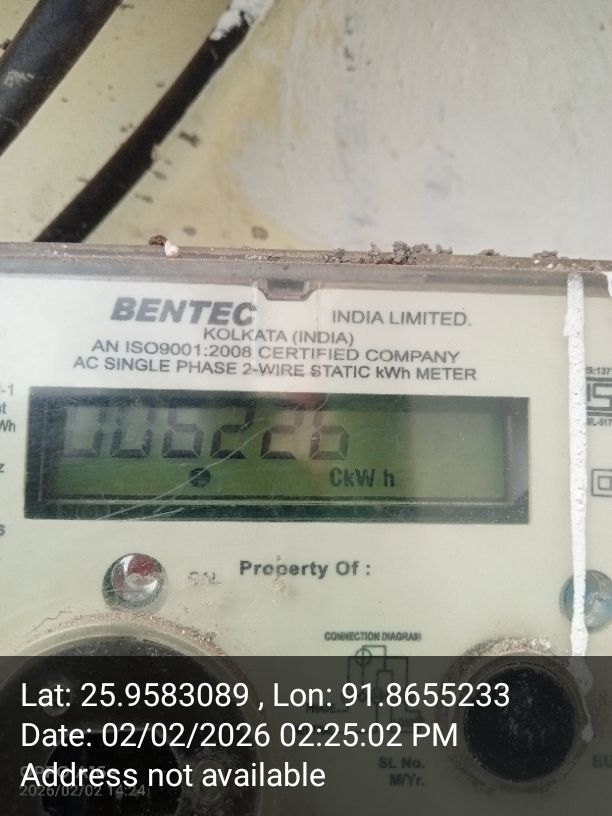 BENTEC INDIA LIMITED.
KOLKATA (INDIA)
AN ISO9001:2008 CERTIFIED COMPANY
AC SINGLE PHASE 2-WIRE STATIC kWh METER
006226
CkW h
CAL
Property Of :
CONNECTION DIAGRAM
Lat: 25.9583089 , Lon: 91.8655233
Date: 02/02/2026 02:25:02 PM
SL No.
M/Yr.
Address not available
2026/02/02 14:24